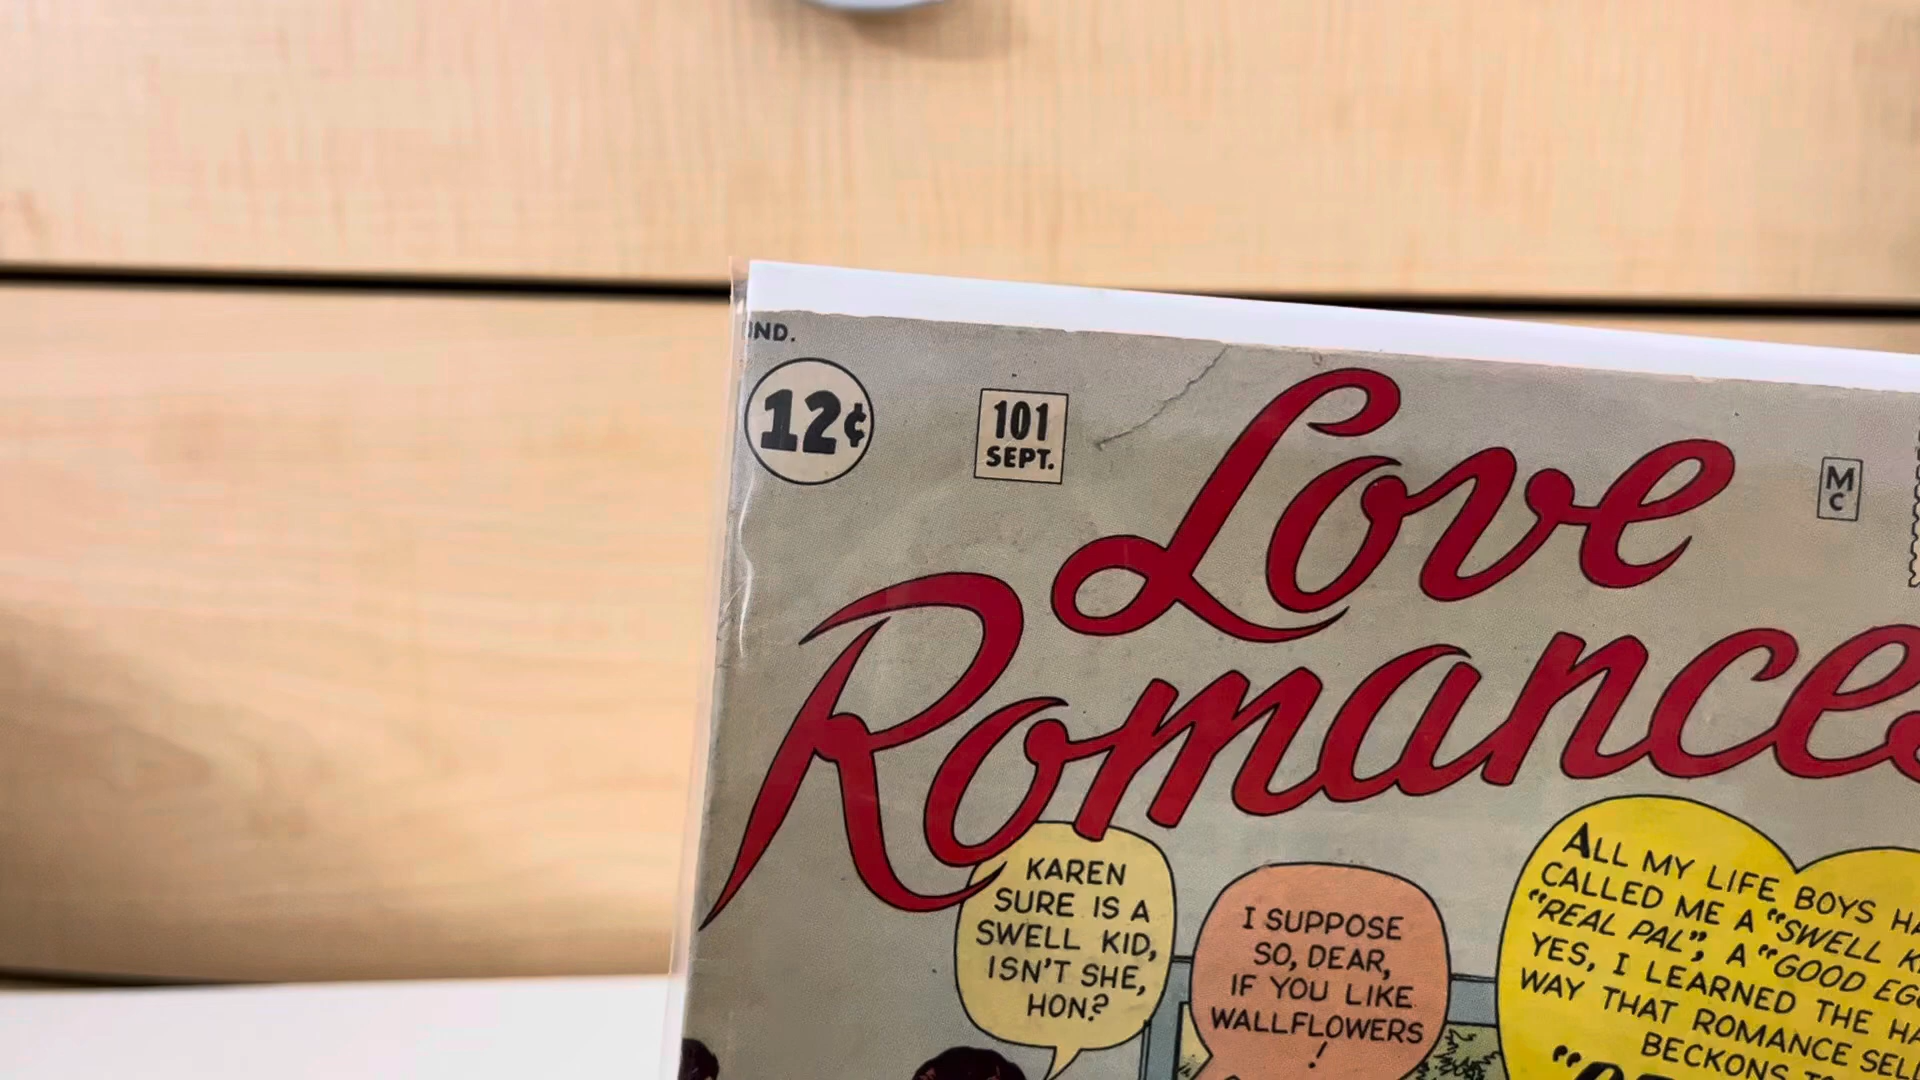 IND.
12¢
101
SEPT.
Love
MC
Romances
KAREN
SURE IS A
SWELL KID,
ISN'T SHE,
HON?
I SUPPOSE
SO, DEAR,
IF YOU LIKE
WALLFLOWERS
!
ALL MY LIFE BOYS
CALLED ME A "SWELL
"REAL PAL", A "GOOD
YES, I LEARNED THE
WAY THAT ROMANCE
BECKONS